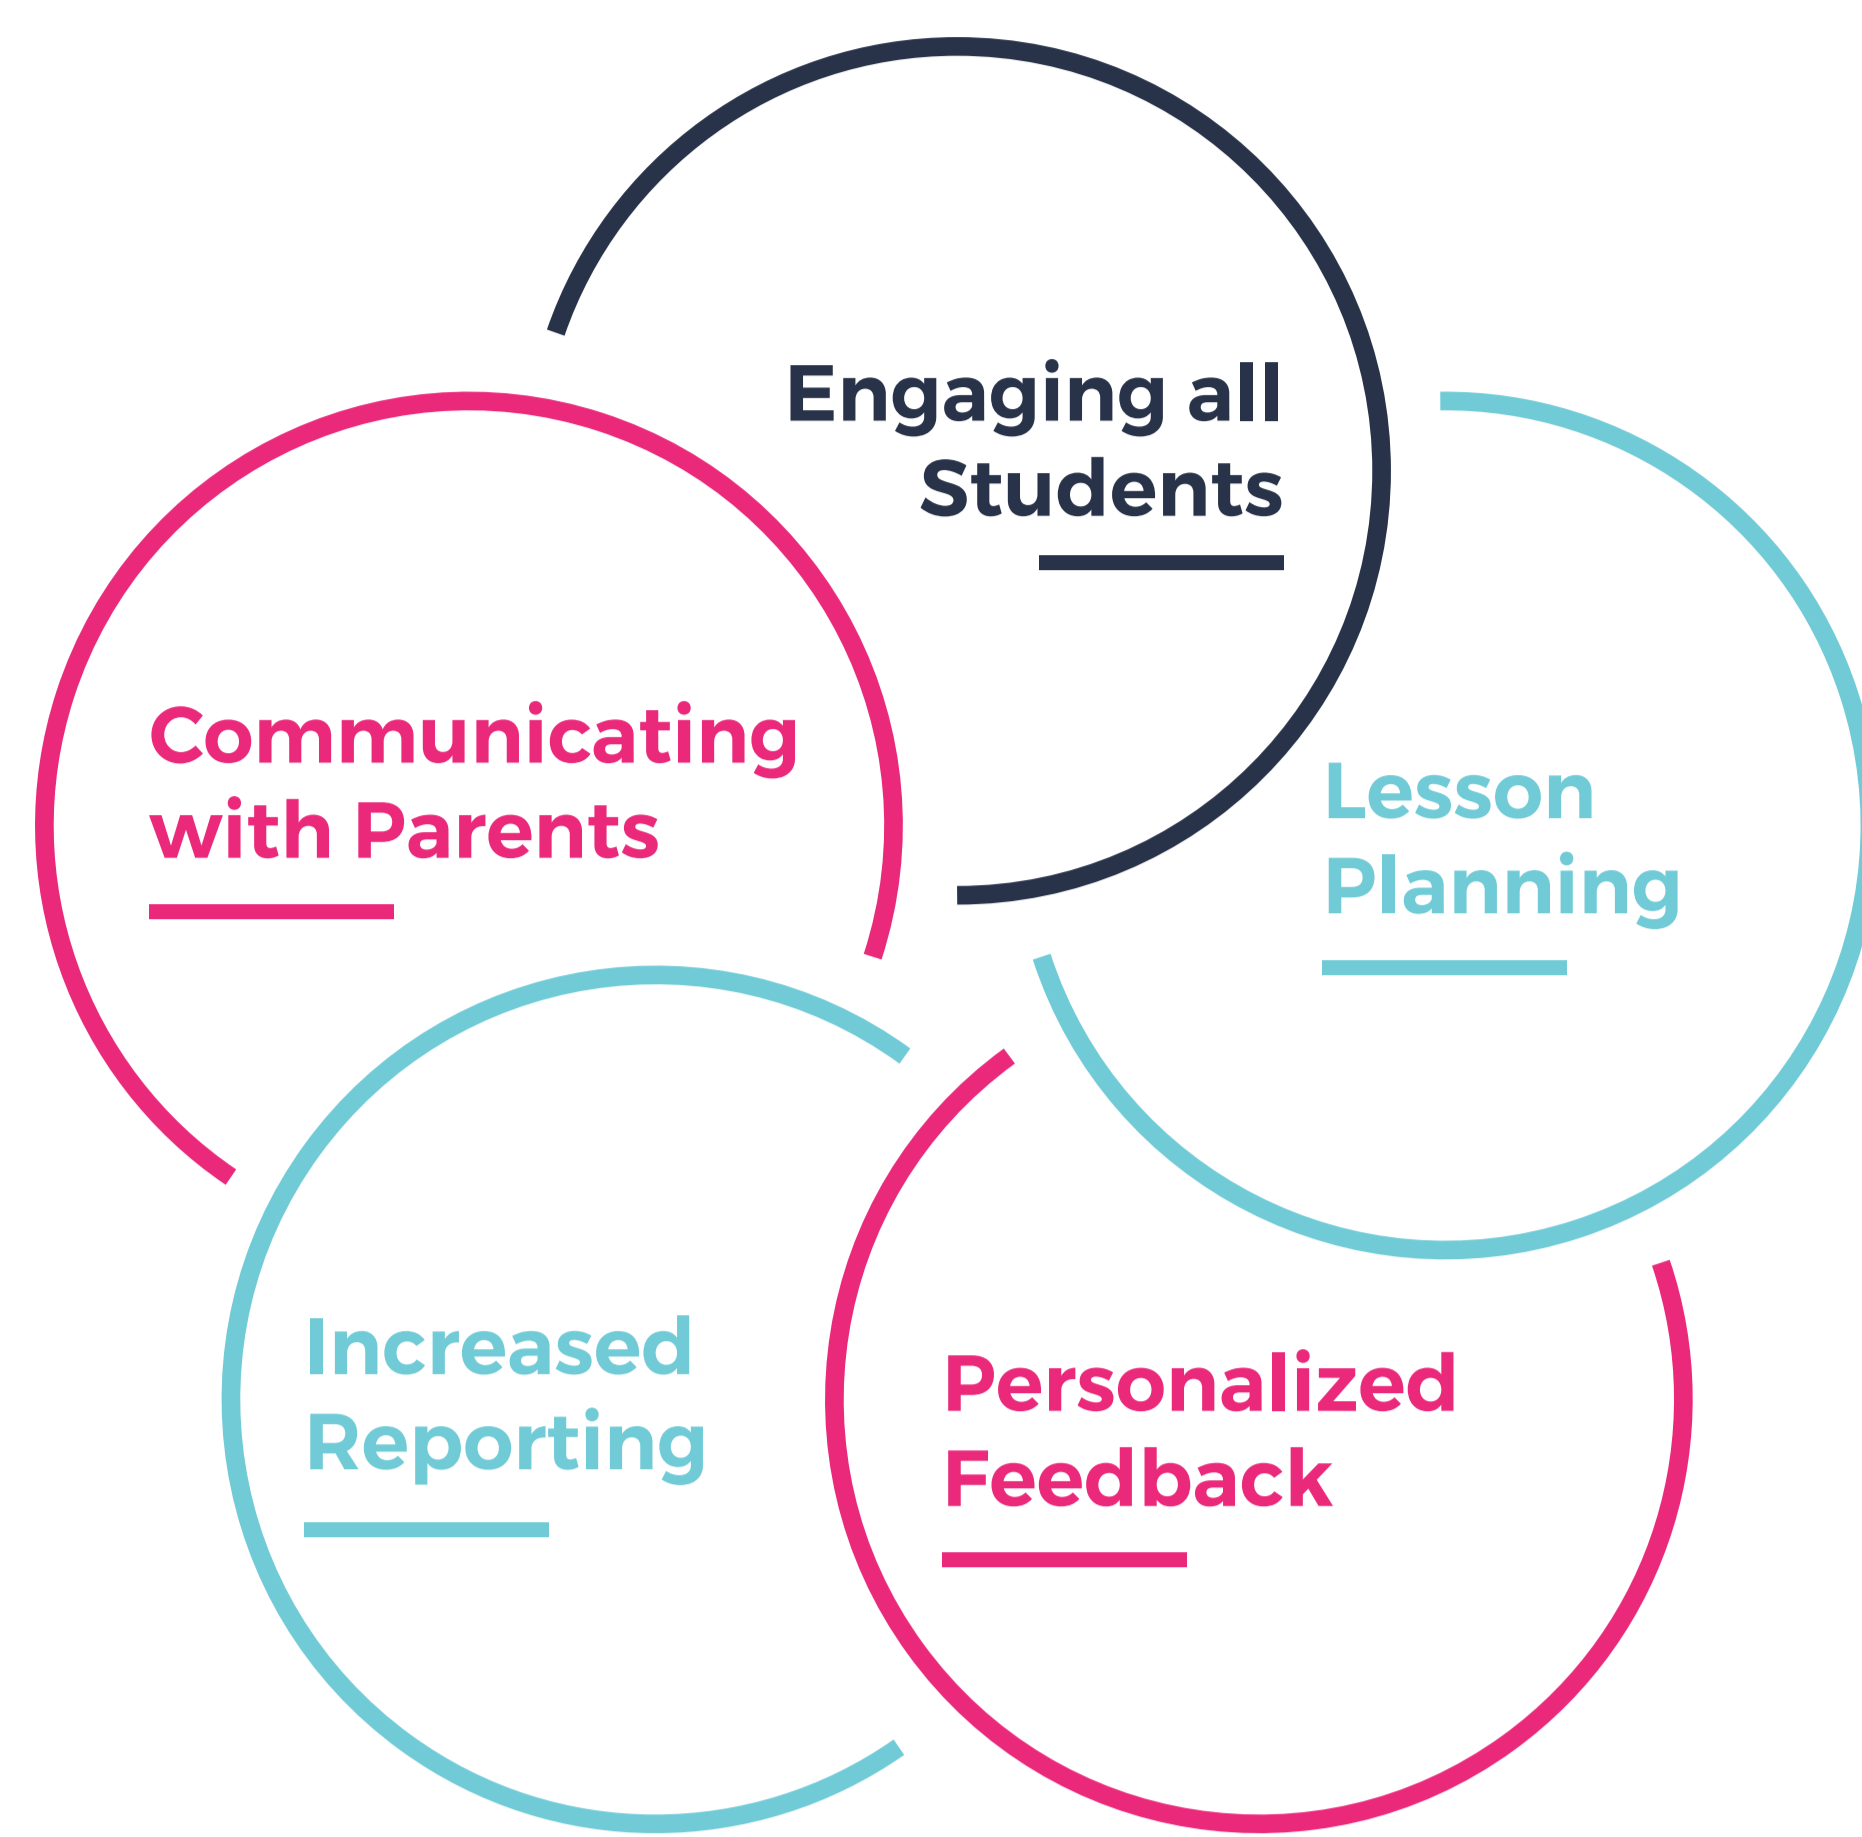 Engaging all
Students
Communicating
with Parents
Lesson
Planning
Increased
Reporting
Personalized
Feedback